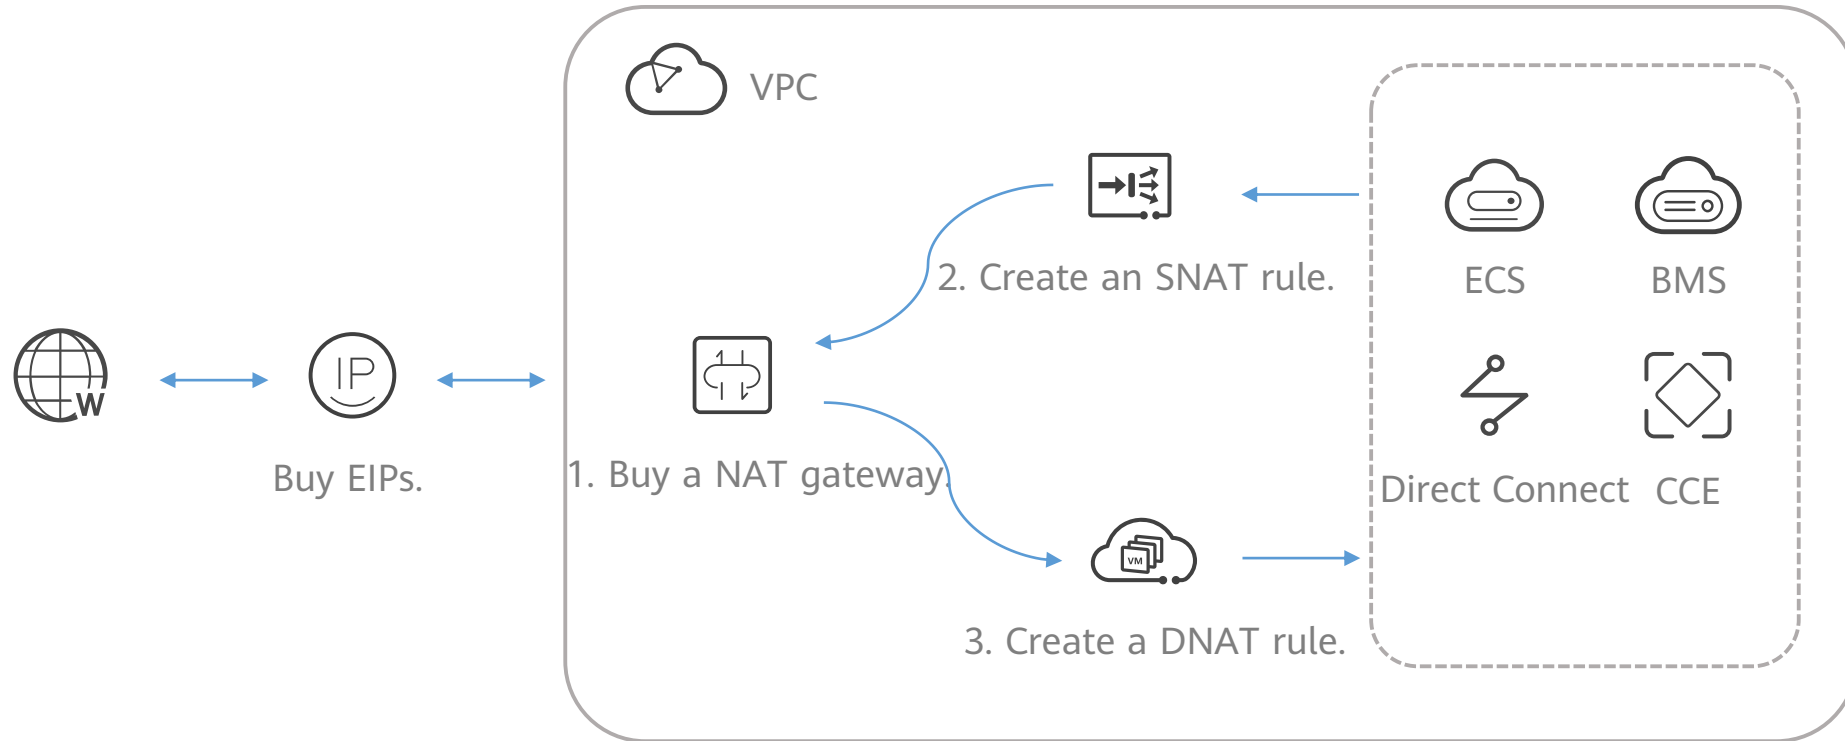 VPC
2. Create an SNAT rule.
ECS
BMS
W
IP
Buy EIPs.
1. Buy a NAT gateway.
Direct Connect
CCE
VM
3. Create a DNAT rule.